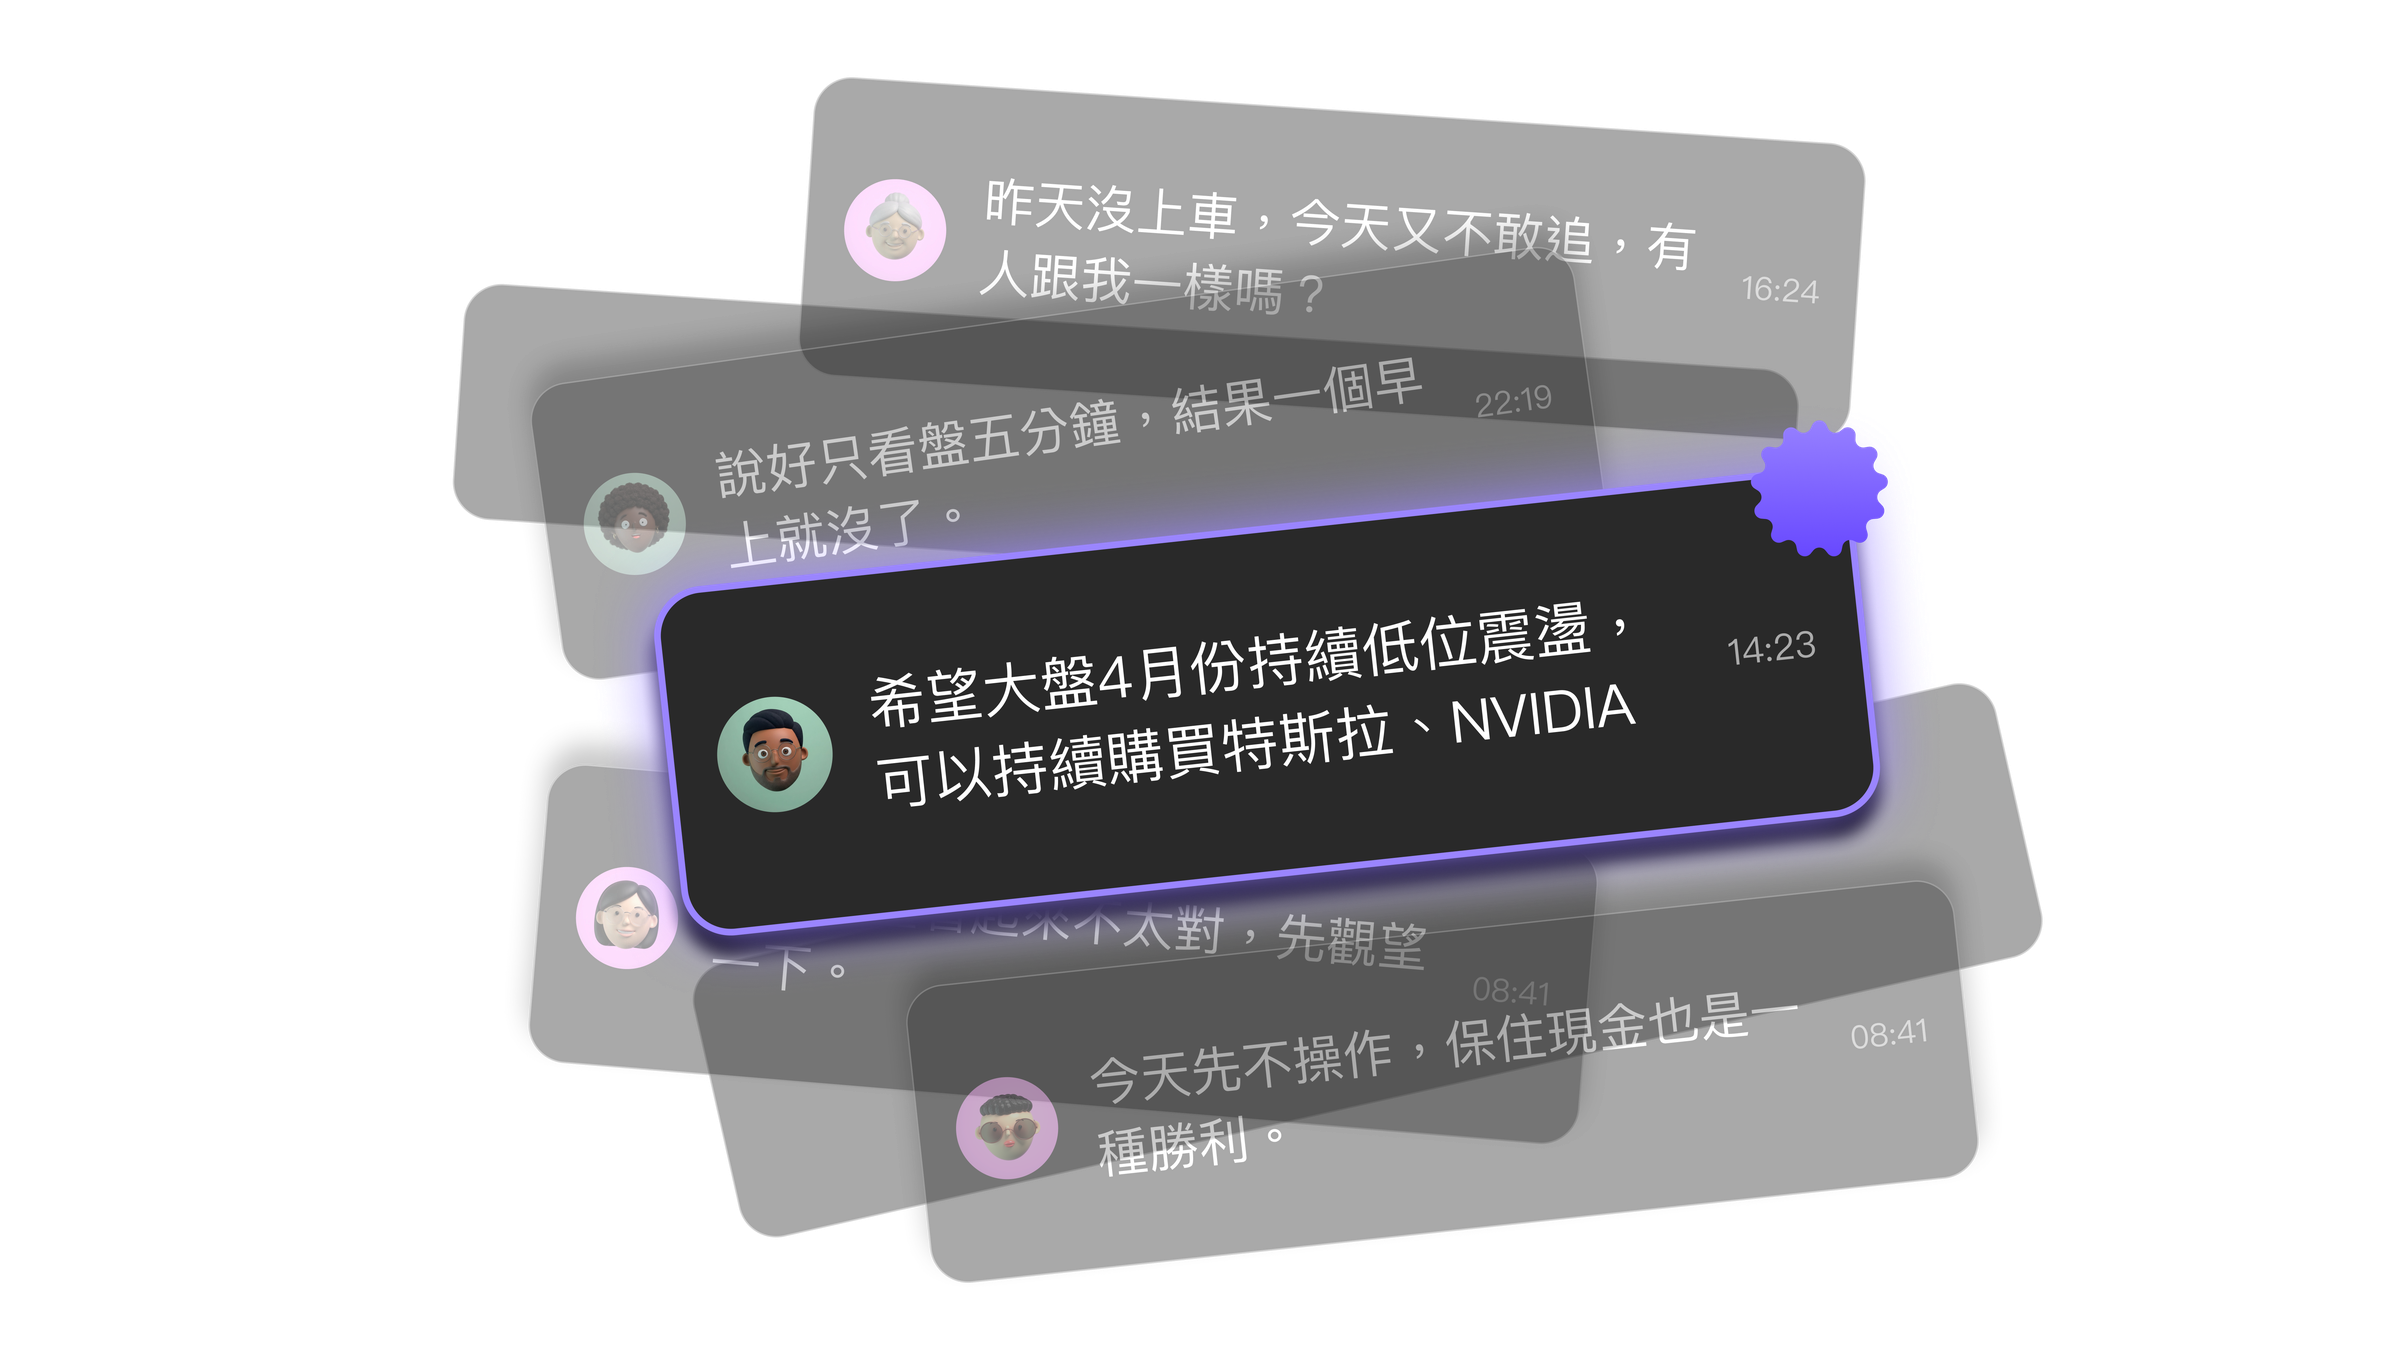 昨天沒上車，今天又不敢追，有
人跟我一樣嗎？
16:24
說好只看盤五分鐘，結果一個早
上就沒了。
22:19
希望大盤4月份持續低位震盪，
可以持續購買特斯拉、NVIDIA
14:23
起來不太對，先觀望
一下。
08:41
今天先不操作，保住現金也是一
種勝利。
08:41